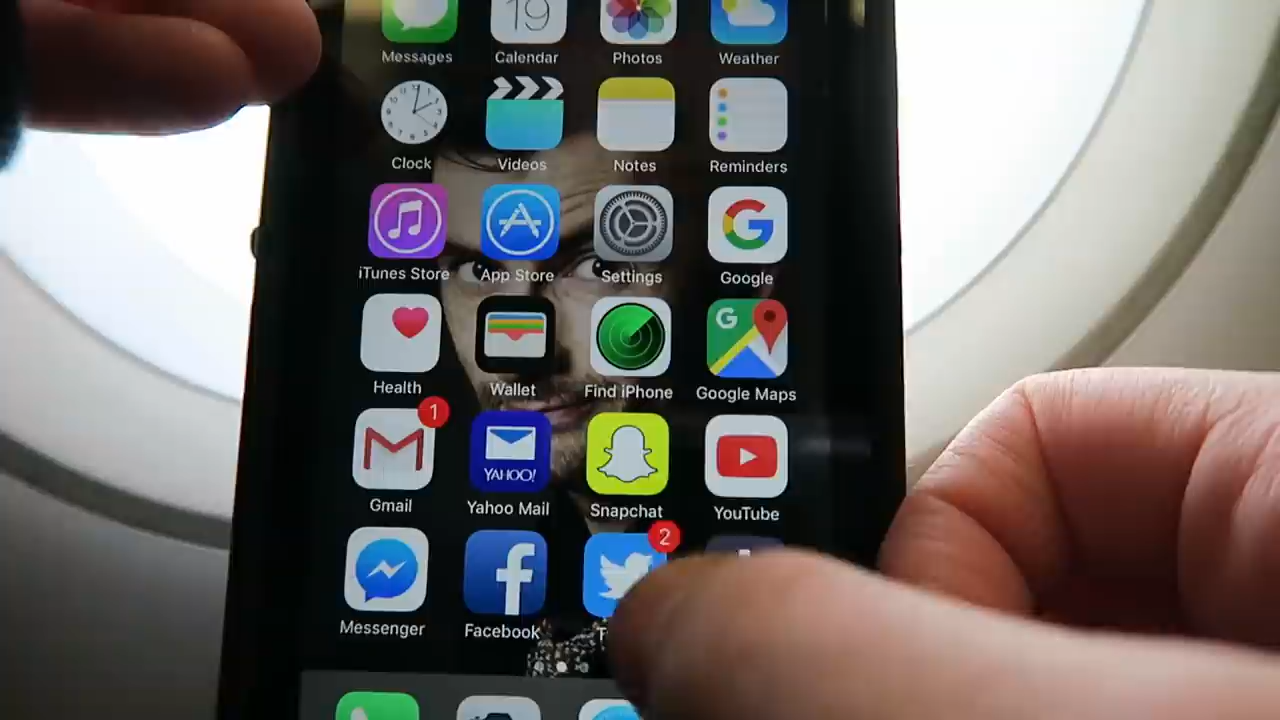 19
Messages Calendar Photos Weather
Clock Videos Notes Reminders
iTunes Store App Store Settings Google
G
Health Wallet Find iPhone Google Maps
1
YAHOO!
Gmail Yahoo Mail Snapchat YouTube
2
Messenger Facebook